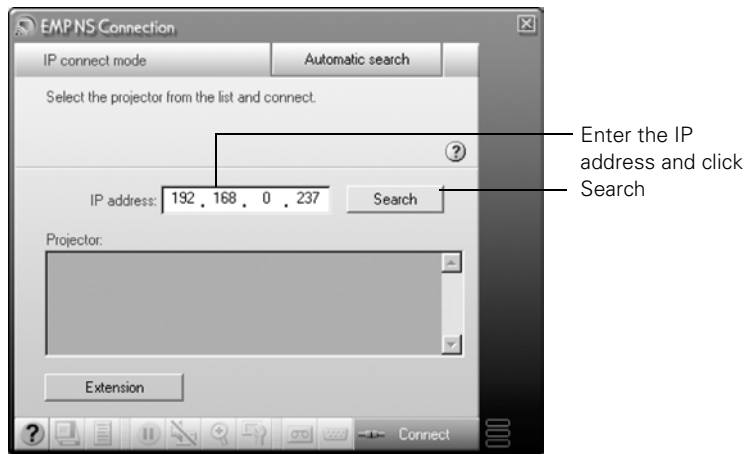 EMP NS Connection
IP connect mode
Automatic search
Select the projector from the list and connect.
?
Enter the IP
address and click
Search
IP address: 192 . 168 . 0 . 237
Search
Projector:
Extension
? Connect